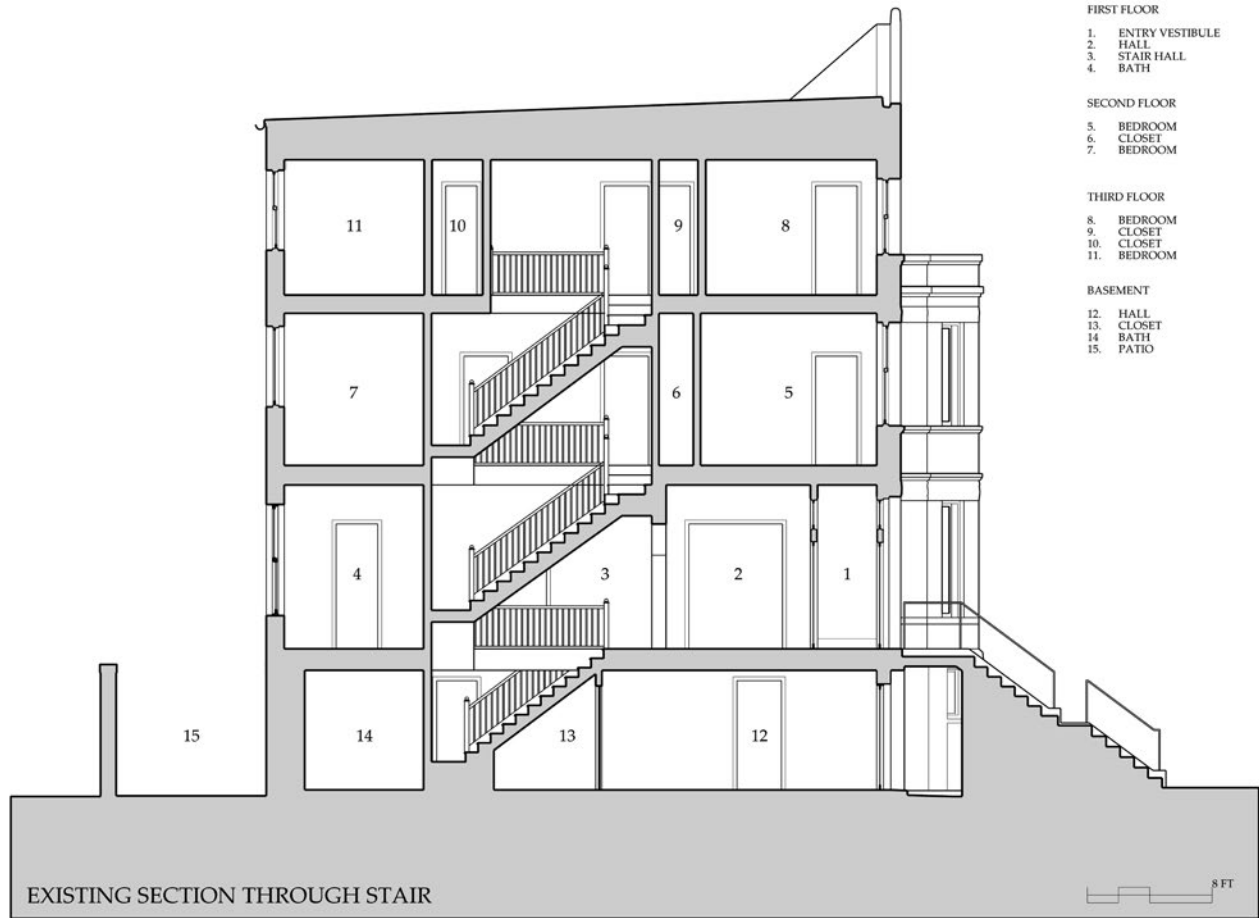 FIRST FLOOR
1. ENTRY VESTIBULE
2. HALL
3. STAIR HALL
4. BATH
SECOND FLOOR
5. BEDROOM
6. CLOSET
7. BEDROOM
THIRD FLOOR
8. BEDROOM
9. CLOSET
10. CLOSET
11. BEDROOM
BASEMENT
12. HALL
13. CLOSET
14 BATH
15. PATIO
11
10
9
8
7
6
5
4
3
2
1
15
14
13
12
EXISTING SECTION THROUGH STAIR
8 FT